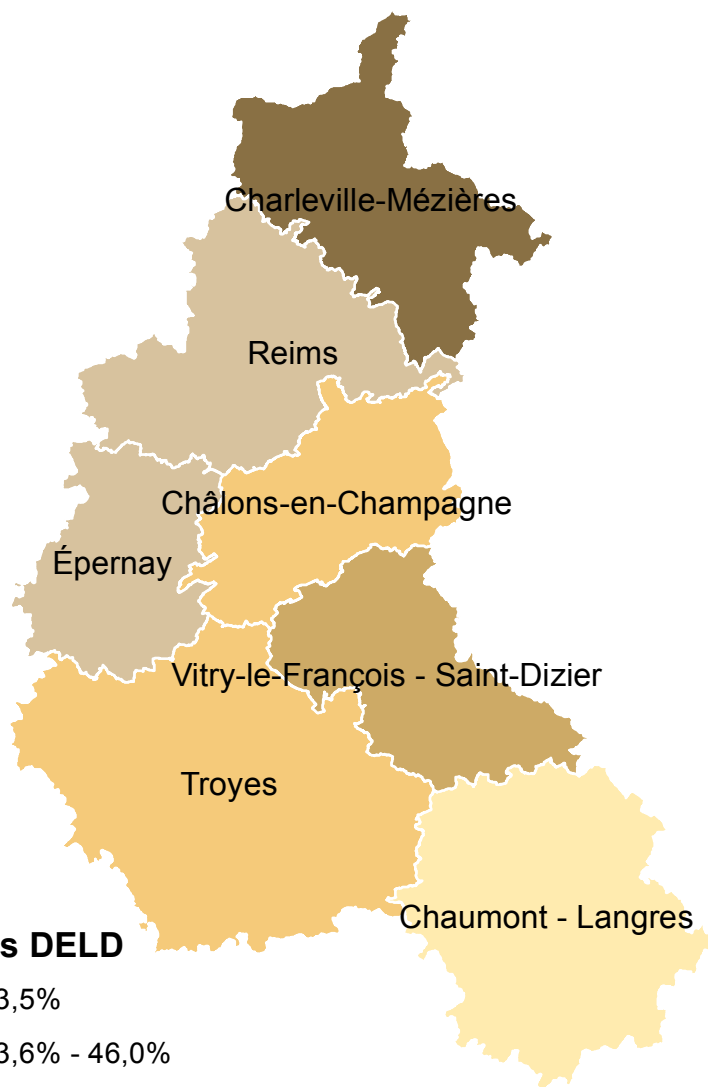 Charleville-Mézières
Reims
Châlons-en-Champagne
Épernay
Vitry-le-François - Saint-Dizier
Troyes
Chaumont - Langres
s DELD
3,5%
3,6% - 46,0%